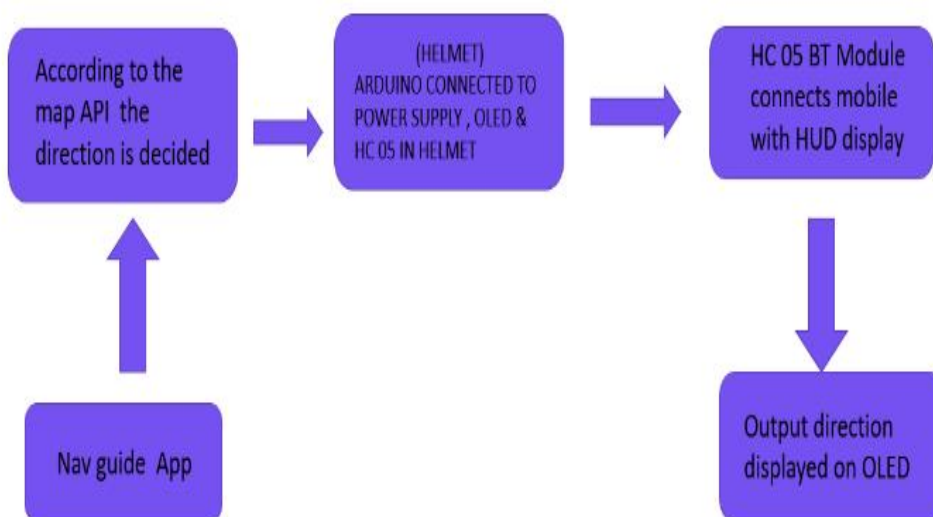 Nav guide App
According to the
map API the
direction is decided
(HELMET)
ARDUINO CONNECTED TO
POWER SUPPLY , OLED &
HC 05 IN HELMET
HC 05 BT Module
connects mobile
with HUD display
Output direction
displayed on OLED